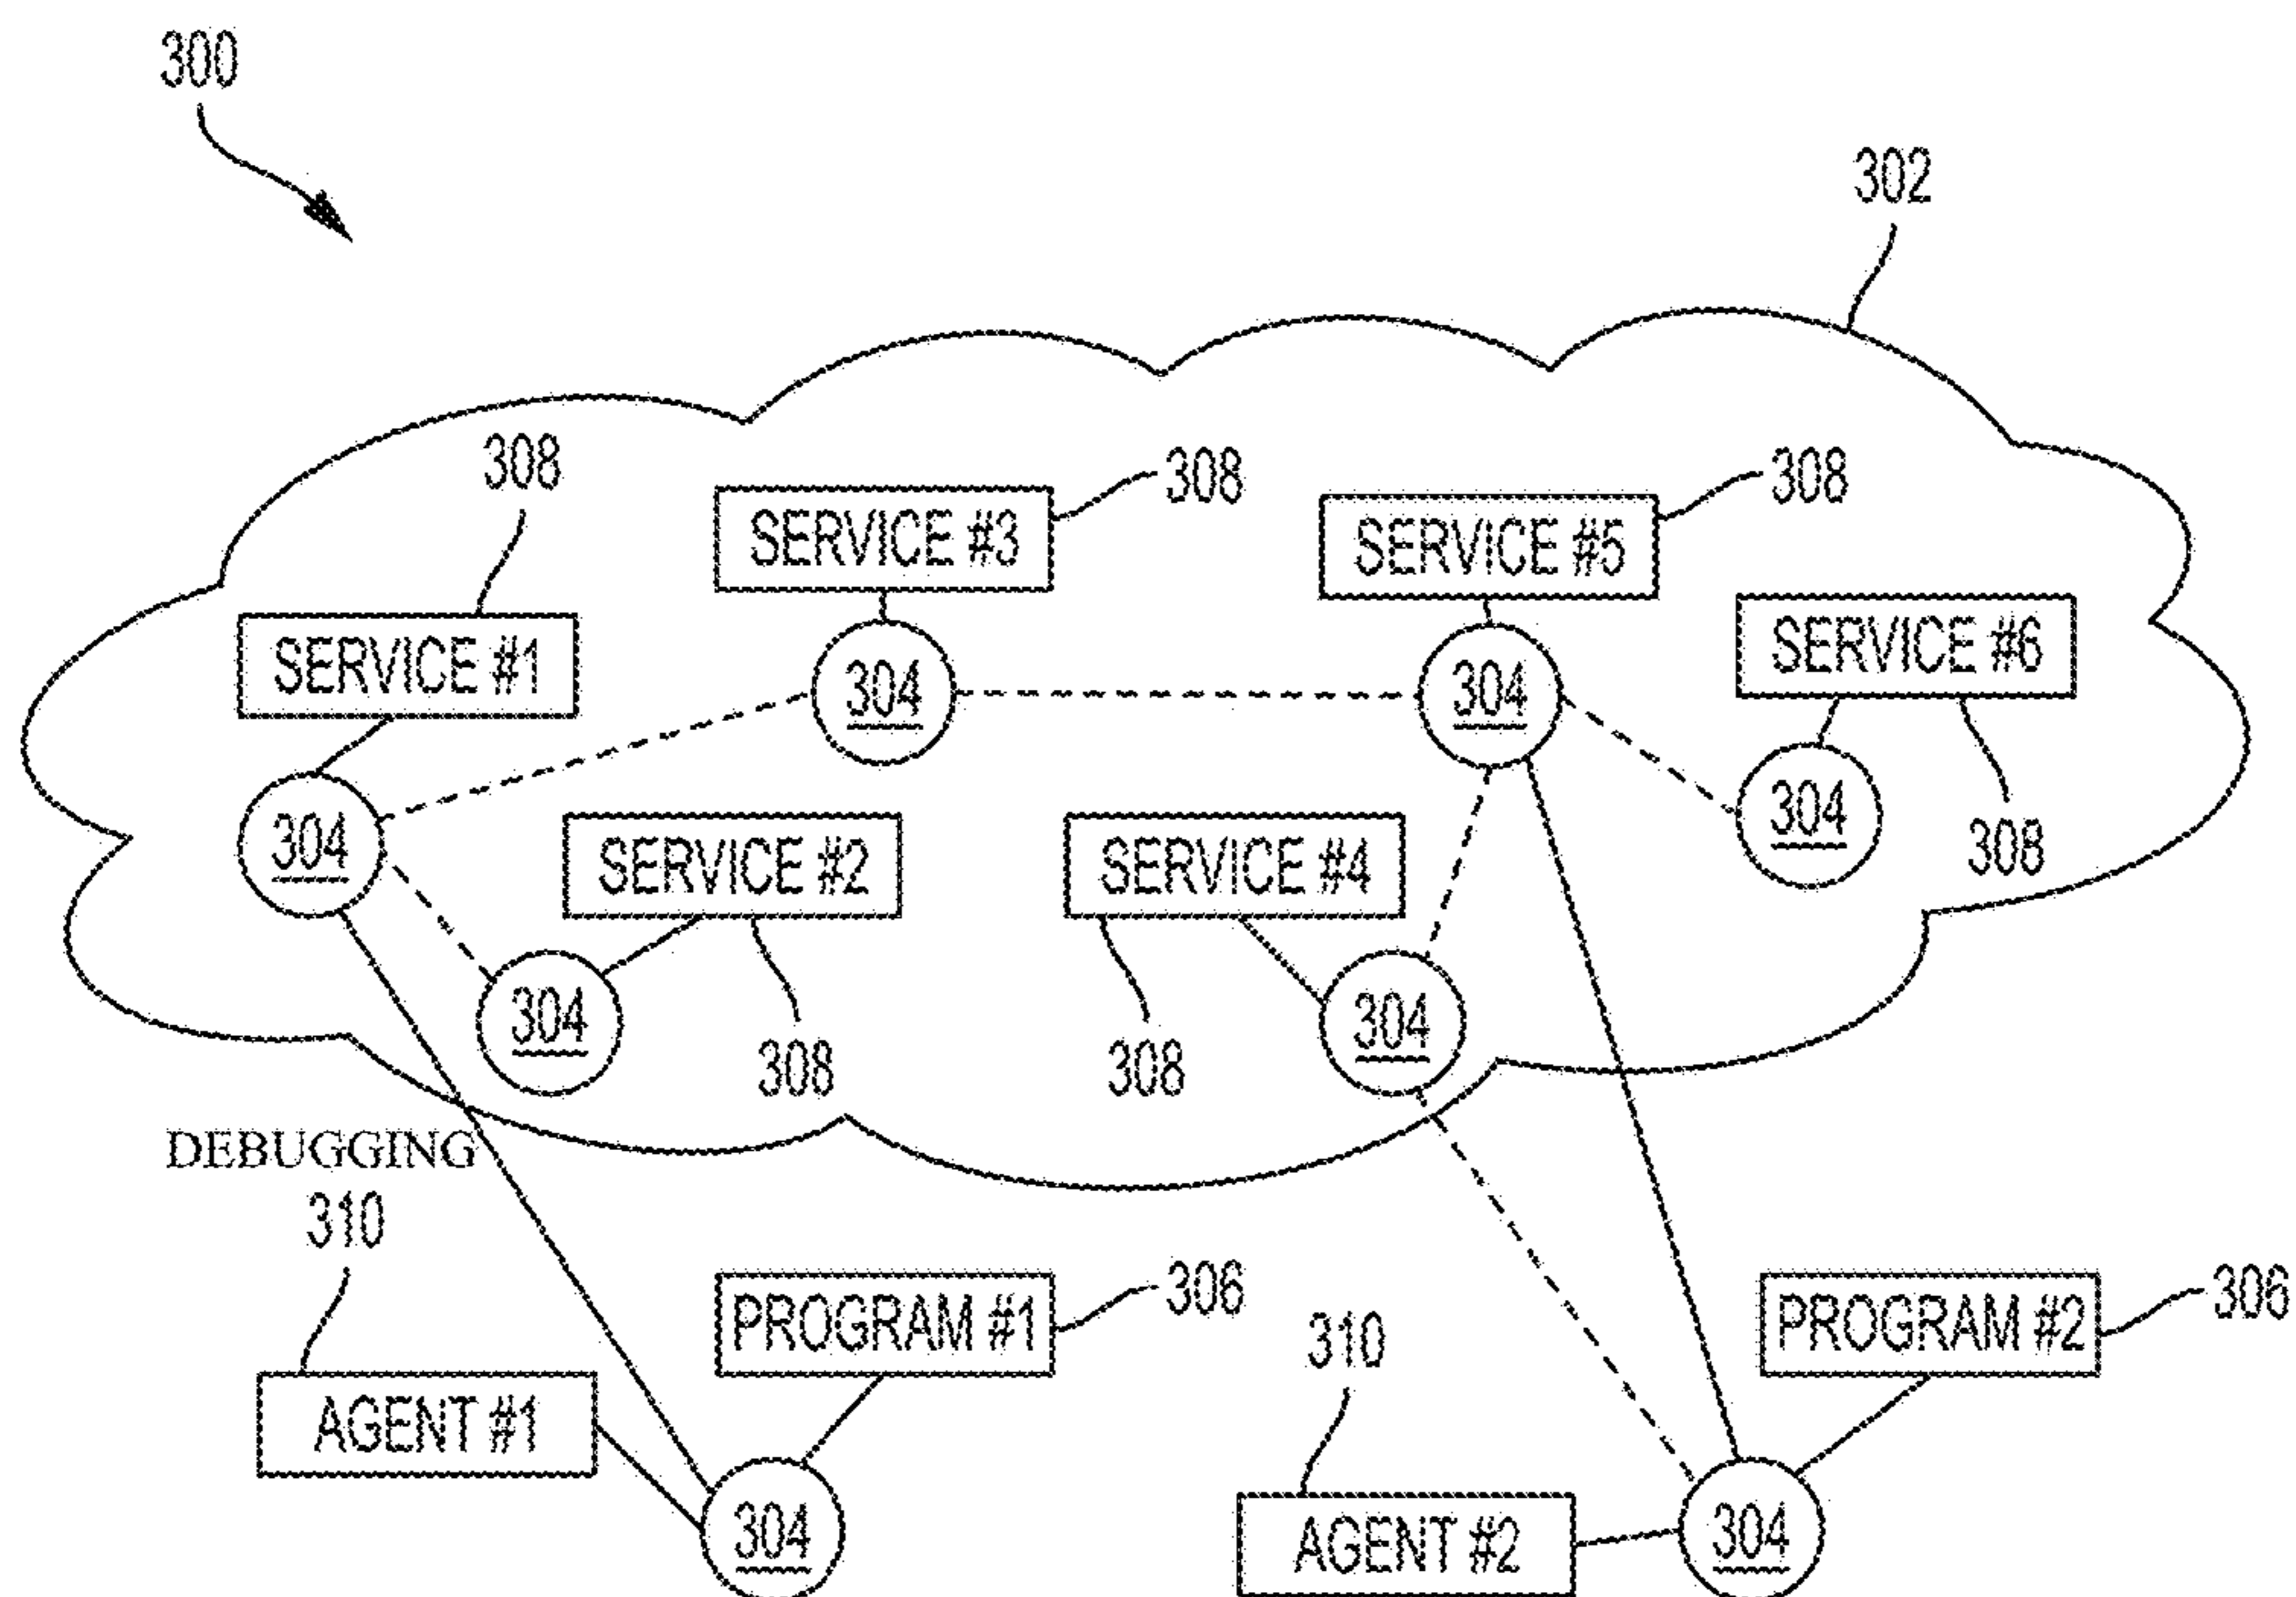 300
302
308
308
308
SERVICE #3
SERVICE #5
SERVICE #1
SERVICE #6
304
304
304
304
SERVICE #2
SERVICE #4
308
304
304
308
308
DEBUGGING
310
306
306
PROGRAM #1
PROGRAM #2
310
AGENT #1
304
AGENT #2
304